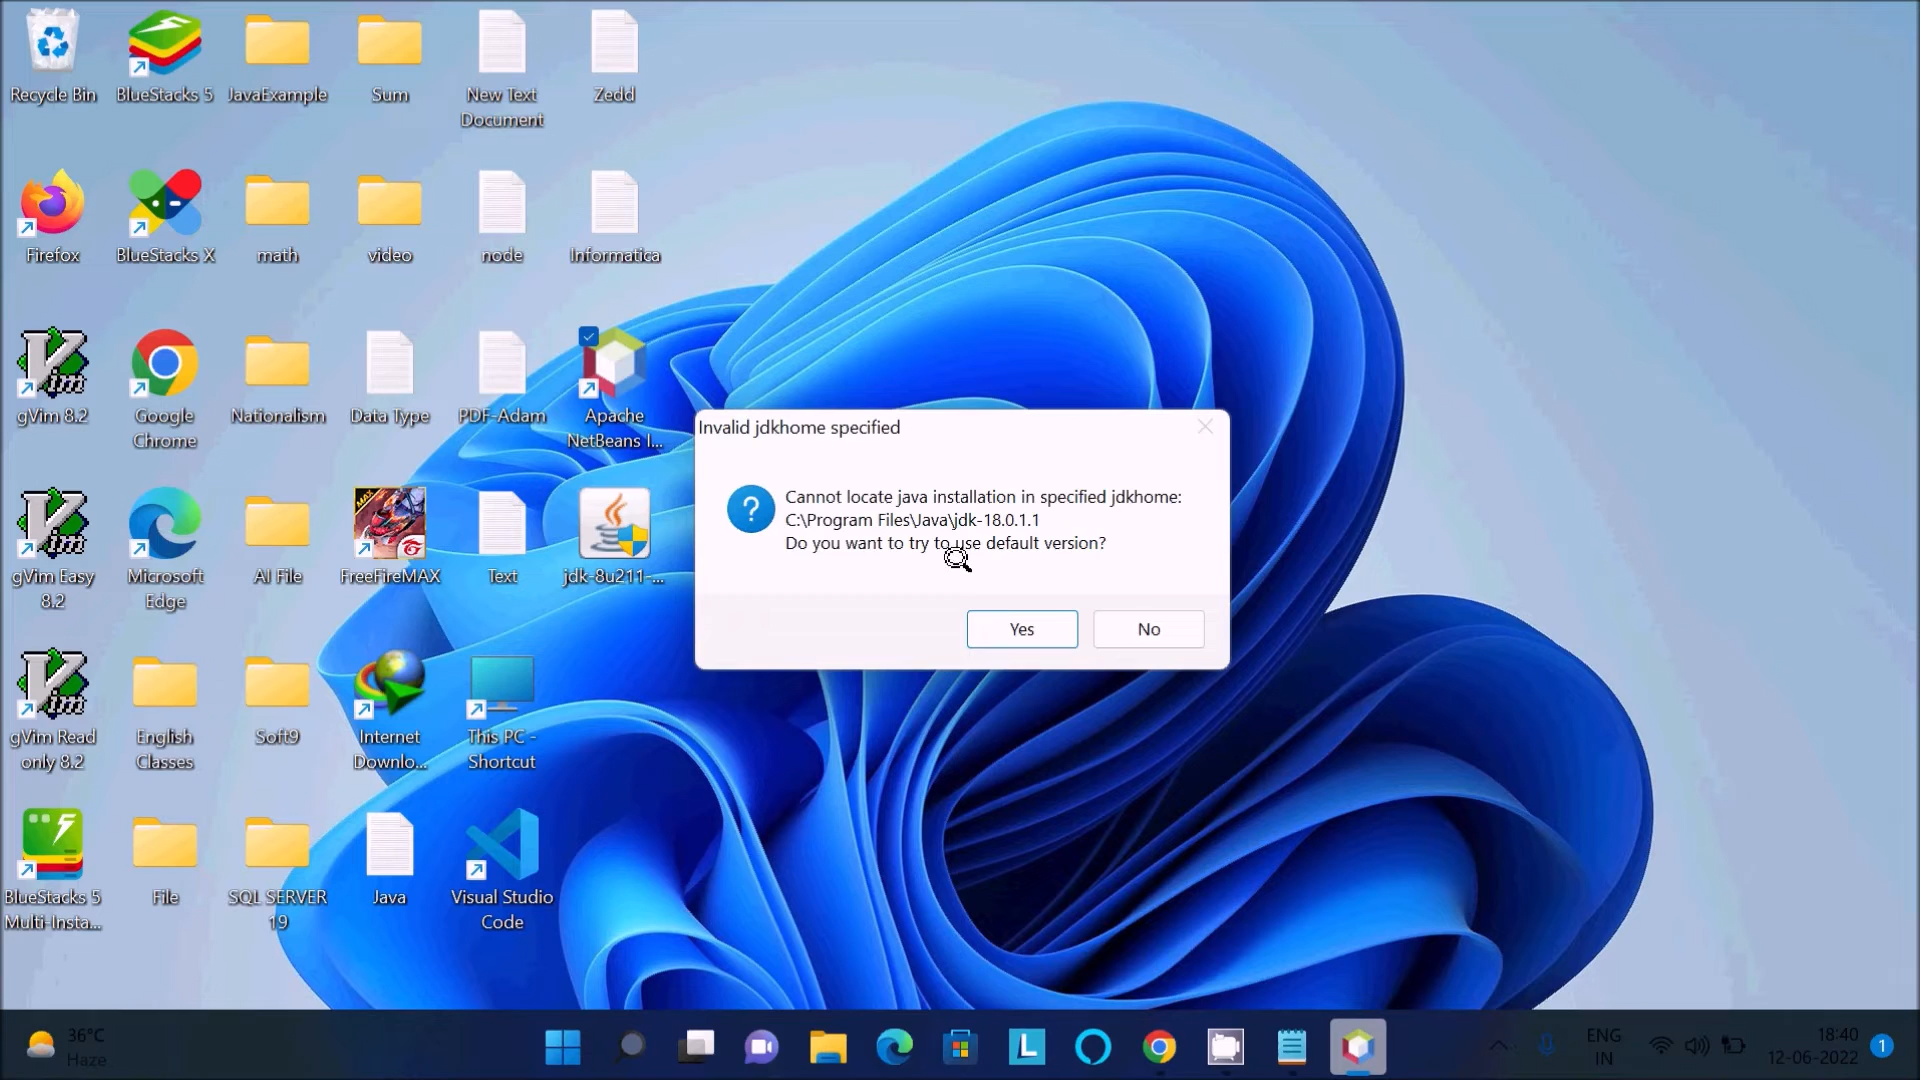 Recycle Bin
BlueStacks 5
JavaExample
Sum
New Text
Document
Zedd
Firefox
BlueStacks X
math
video
node
Informatica
gVim 8.2
Google
Chrome
Nationalism
Data Type
PDF-Adam
Apache
NetBeans I...
gVim Easy
8.2
Microsoft
Edge
AI File
MAX
FreeFireMAX
Text
jdk-8u211-...
gVim Read
only 8.2
English
Classes
Soft9
Internet
Downlo...
This PC -
Shortcut
BlueStacks 5
Multi-Insta...
File
SQL SERVER
19
Java
Visual Studio
Code
Invalid jdkhome specified
Cannot locate java installation in specified jdkhome:
C:\Program Files\Java\jdk-18.0.1.1
Do you want to try to use default version?
Yes
No
36°C
Haze
L
ENG
IN
18:40
12-06-2022
1